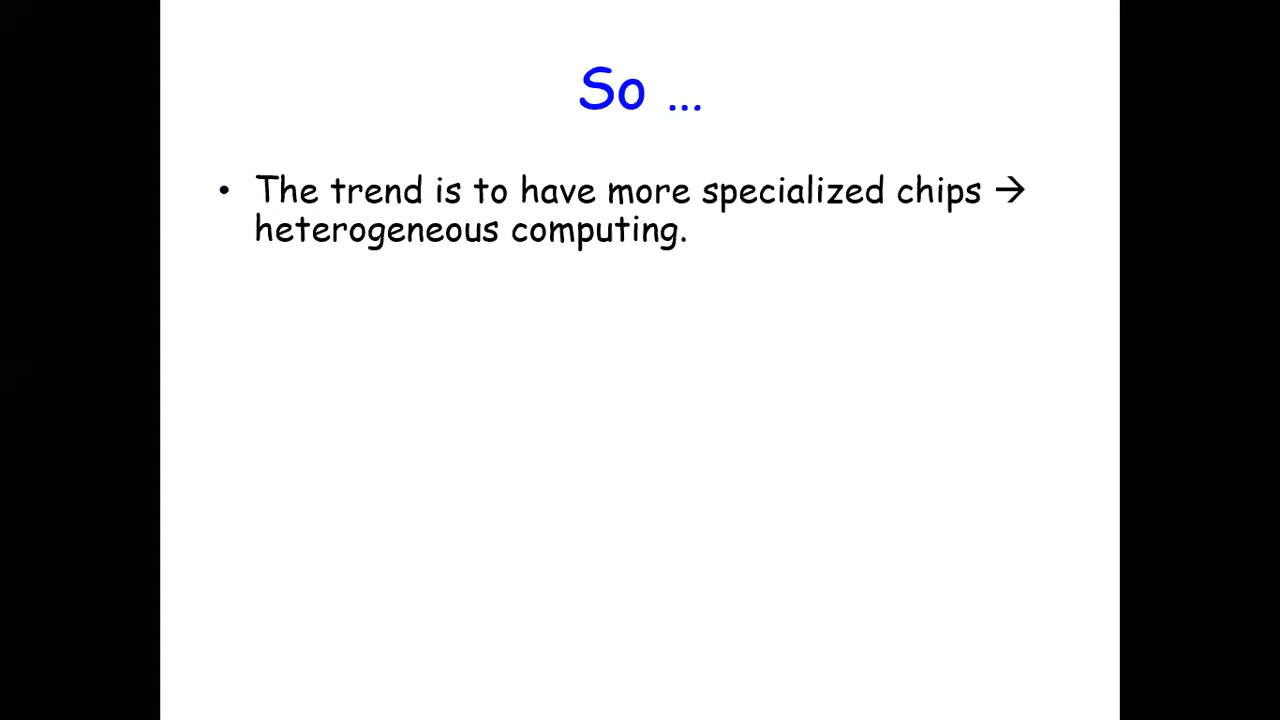 So ...
• The trend is to have more specialized chips →
heterogeneous computing.